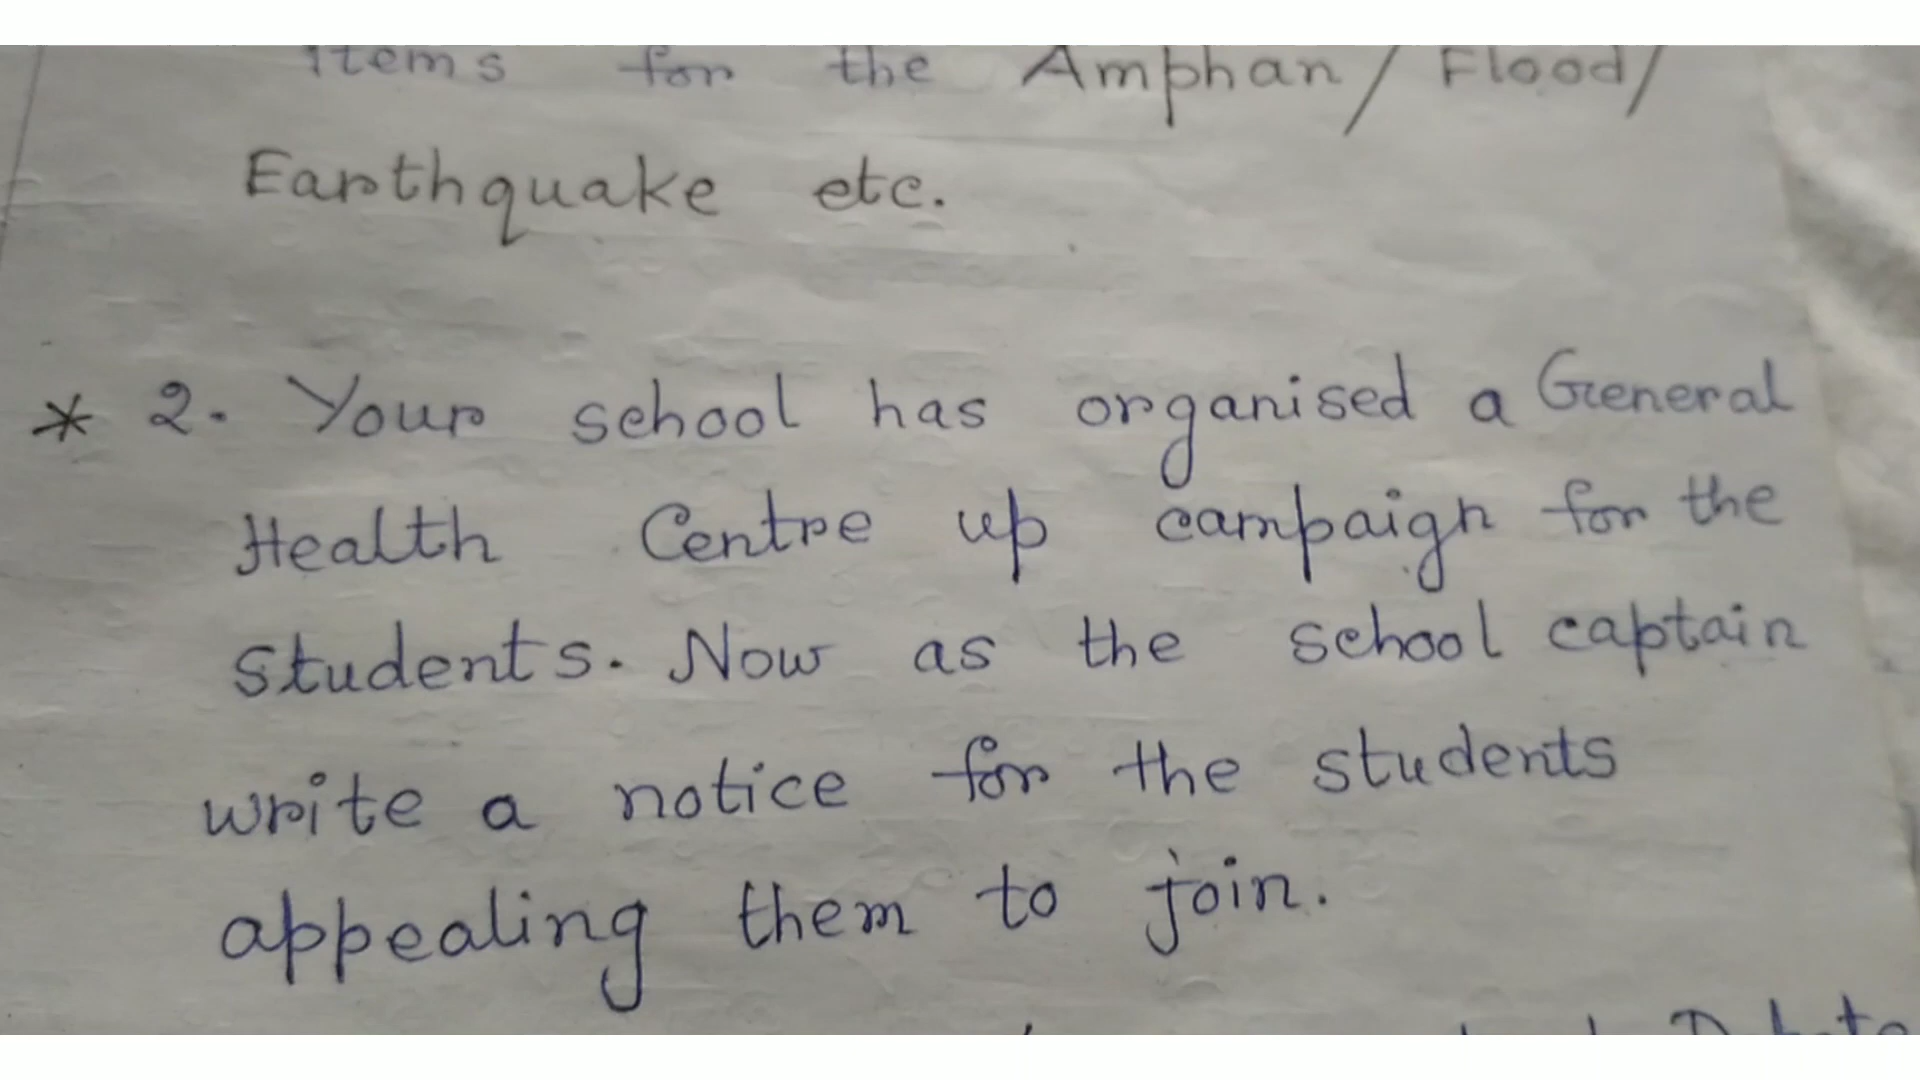 Items for the Amphan/ Flood/
Earthquake etc.
* 2. Your school has organised a General
Health Centre up campaign for the
students. Now as the school captain
write a notice for the students
appealing them to join.